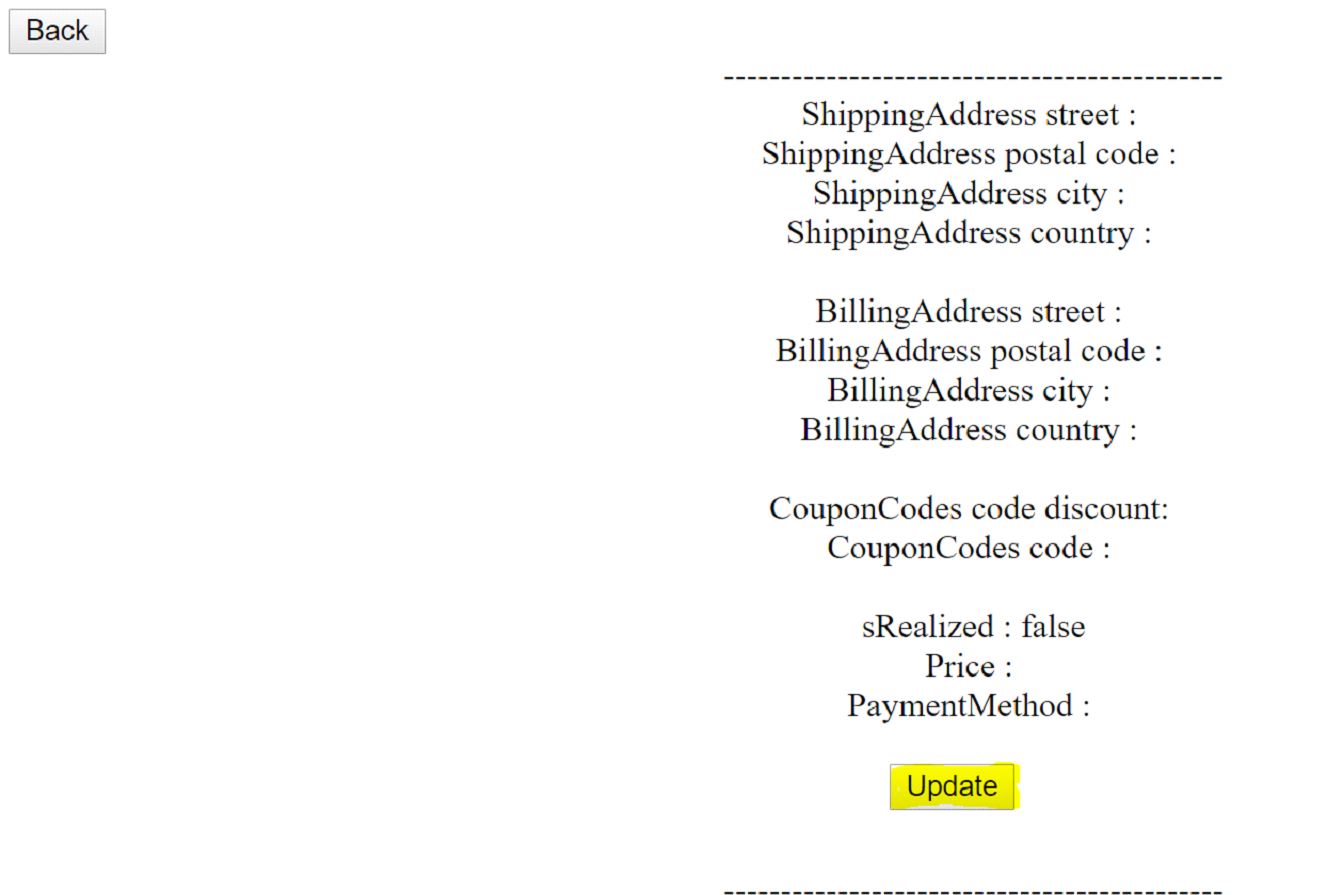 Back
-------------------------------------------
ShippingAddress street :
ShippingAddress postal code :
ShippingAddress city :
ShippingAddress country :
BillingAddress street :
BillingAddress postal code :
BillingAddress city :
BillingAddress country :
CouponCodes code discount:
CouponCodes code :
sRealized : false
Price :
PaymentMethod :
Update
-------------------------------------------